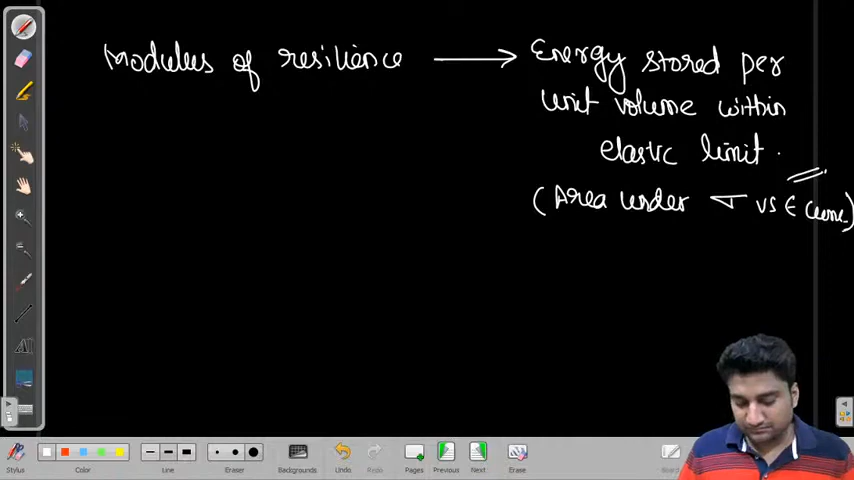 Modulus of resilience → Energy stored per
unit volume within
elastic limit.
(Area under σ vs ε curve)
Stylus
Color
Line
Eraser
Backgrounds
Undo
Redo
Pages
Previous
Next
Erase
Board